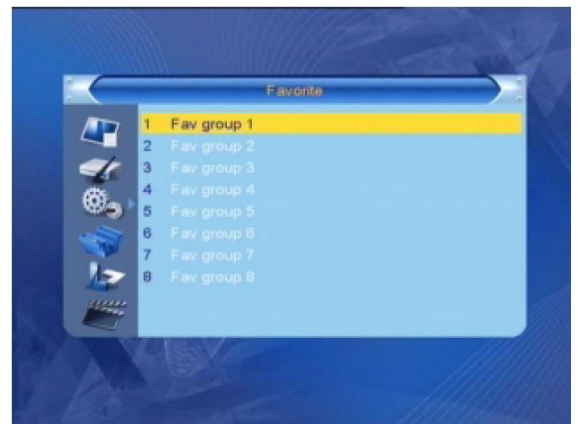 Favorite
1 Fav group 1
2 Fav group 2
3 Fav group 3
4 Fav group 4
5 Fav group 5
6 Fav group 6
7 Fav group 7
8 Fav group 8